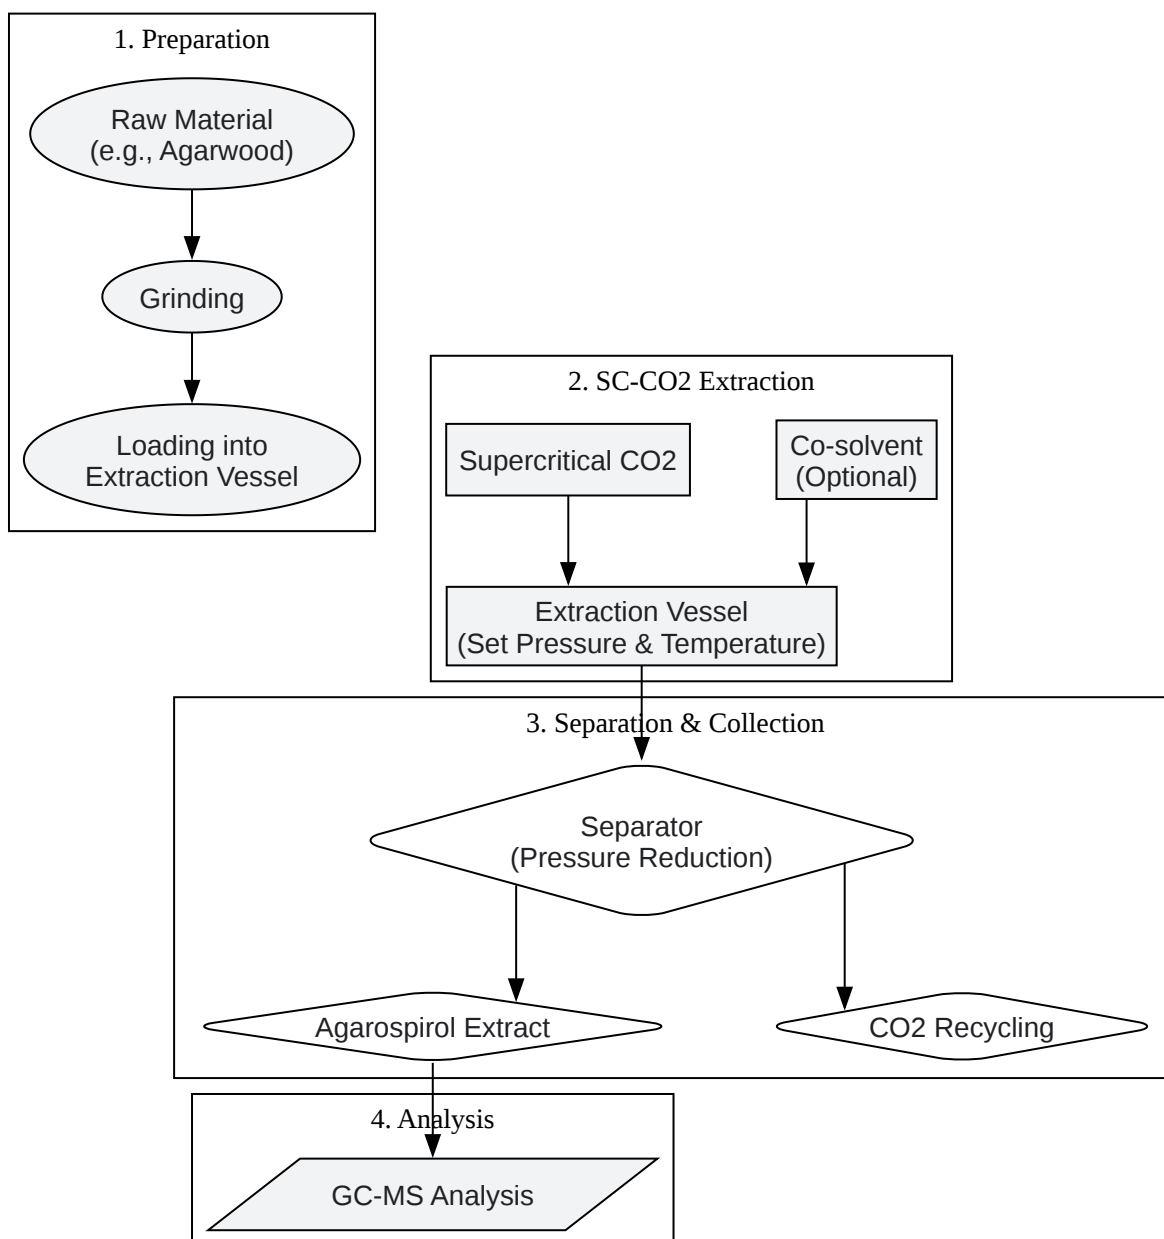 1. Preparation
Raw Material
(e.g., Agarwood)
Grinding
Loading into
Extraction Vessel
2. SC-CO2 Extraction
Supercritical CO2
Co-solvent
(Optional)
Extraction Vessel
(Set Pressure & Temperature)
3. Separation & Collection
Separator
(Pressure Reduction)
Agarospirol Extract
CO2 Recycling
4. Analysis
GC-MS Analysis